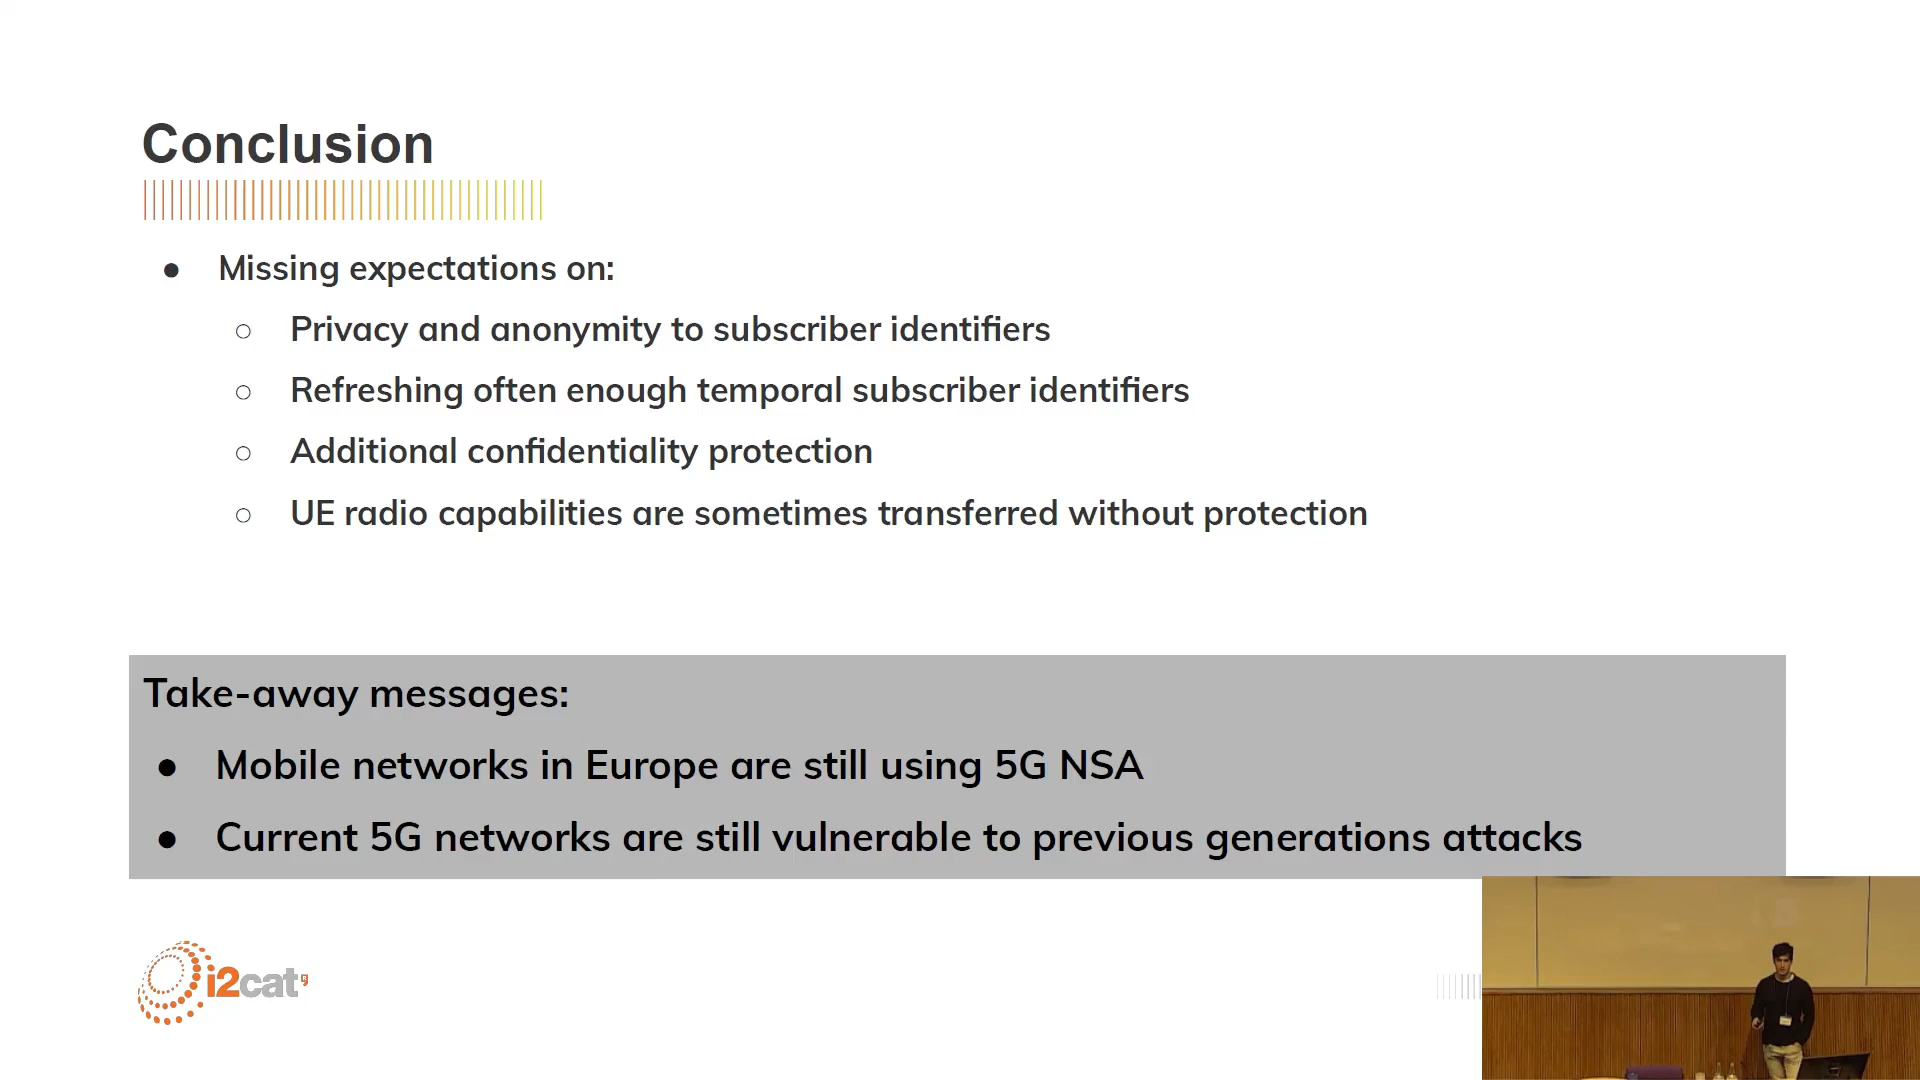 Conclusion
● Missing expectations on:
○ Privacy and anonymity to subscriber identifiers
○ Refreshing often enough temporal subscriber identifiers
○ Additional confidentiality protection
○ UE radio capabilities are sometimes transferred without protection
Take-away messages:
● Mobile networks in Europe are still using 5G NSA
● Current 5G networks are still vulnerable to previous generations attacks
i2cat